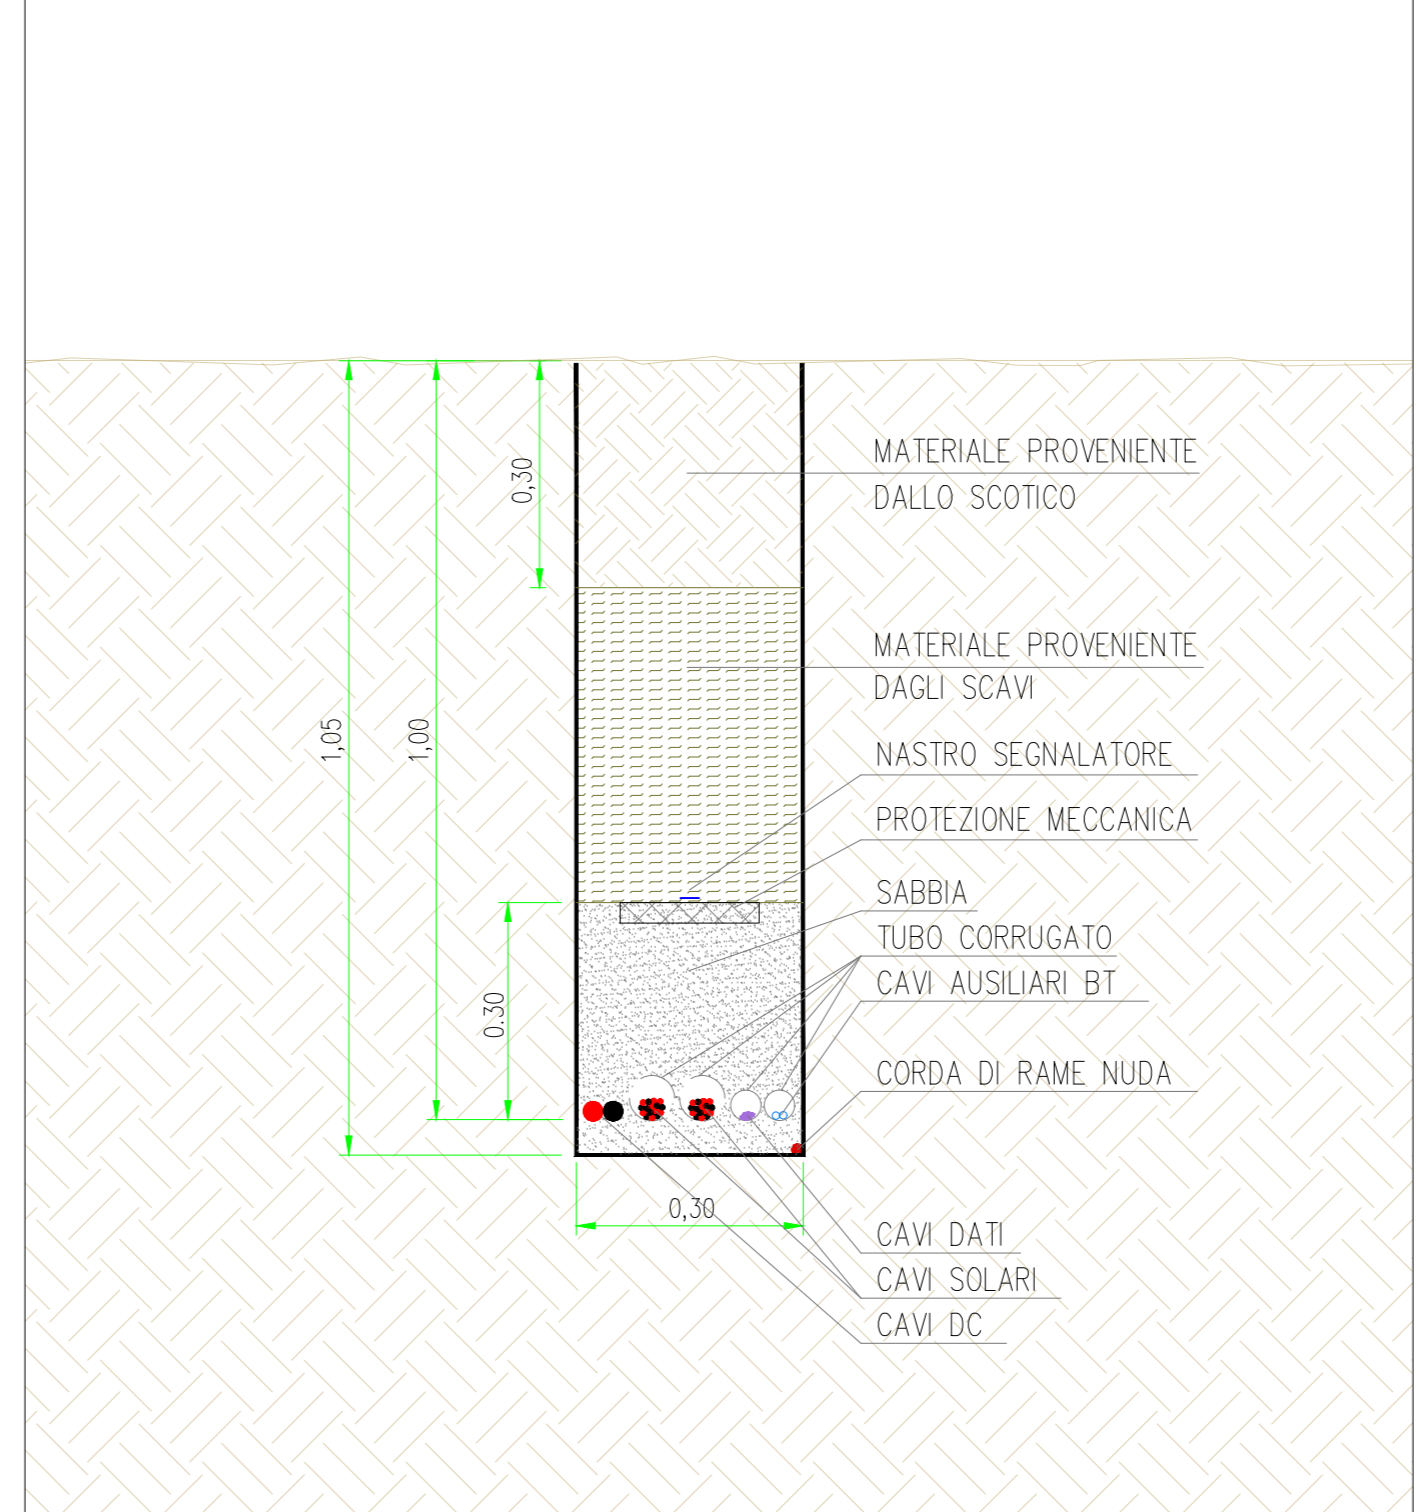 0,30
MATERIALE PROVENIENTE
DALLO SCOTICO
MATERIALE PROVENIENTE
DAGLI SCAVI
1,05
1,00
NASTRO SEGNALATORE
PROTEZIONE MECCANICA
SABBIA
TUBO CORRUGATO
CAVI AUSILIARI BT
0.30
CORDA DI RAME NUDA
0,30
CAVI DATI
CAVI SOLARI
CAVI DC